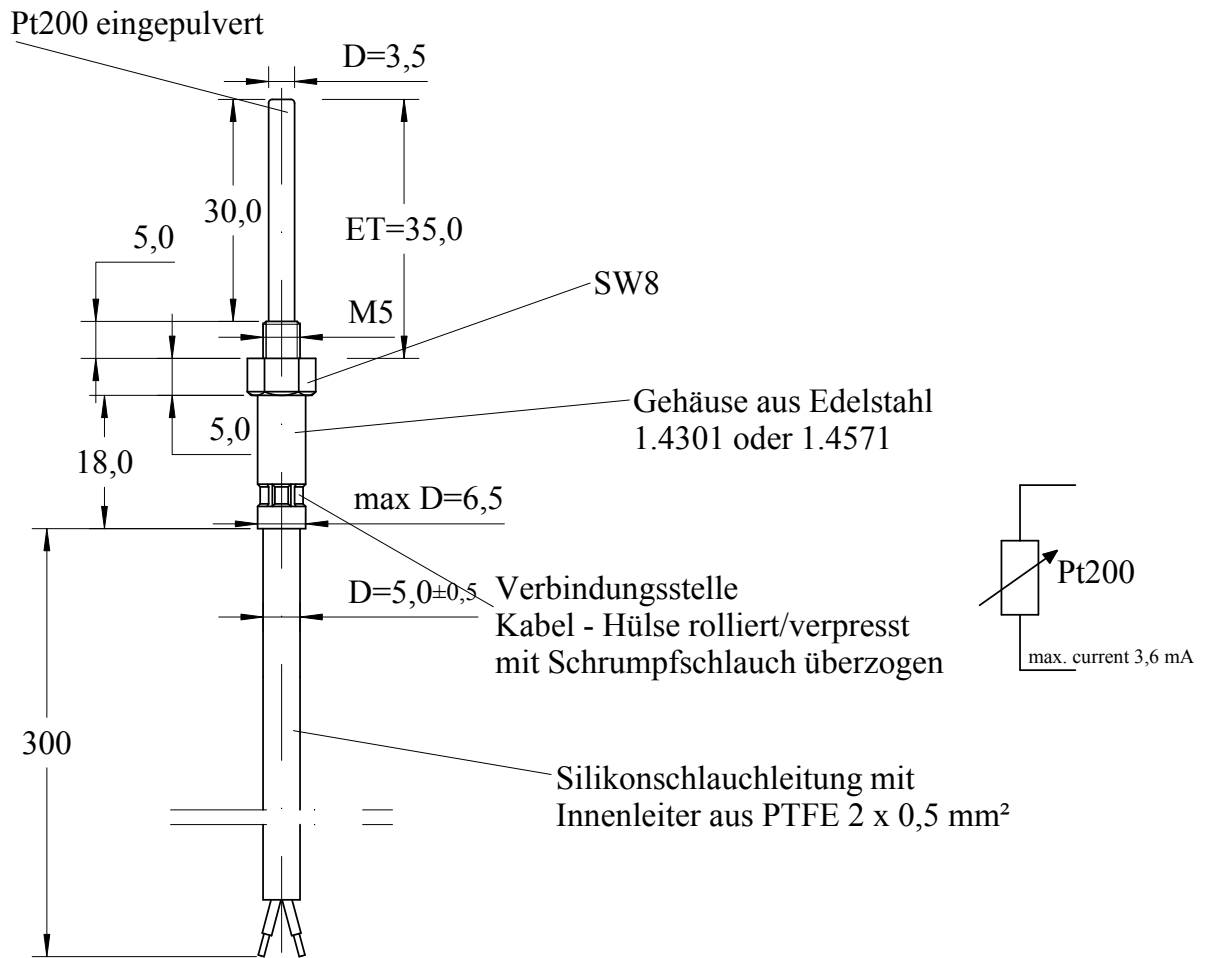 Pt200 eingepulvert
D=3,5
30,0
ET=35,0
5,0
SW8
M5
Gehäuse aus Edelstahl
1.4301 oder 1.4571
5,0
18,0
max D=6,5
Pt200
D=5,0±0,5
Verbindungsstelle
Kabel - Hülse rolliert/verpresst
mit Schrumpfschlauch überzogen
max. current 3,6 mA
300
Silikonschlauchleitung mit
Innenleiter aus PTFE 2 x 0,5 mm²